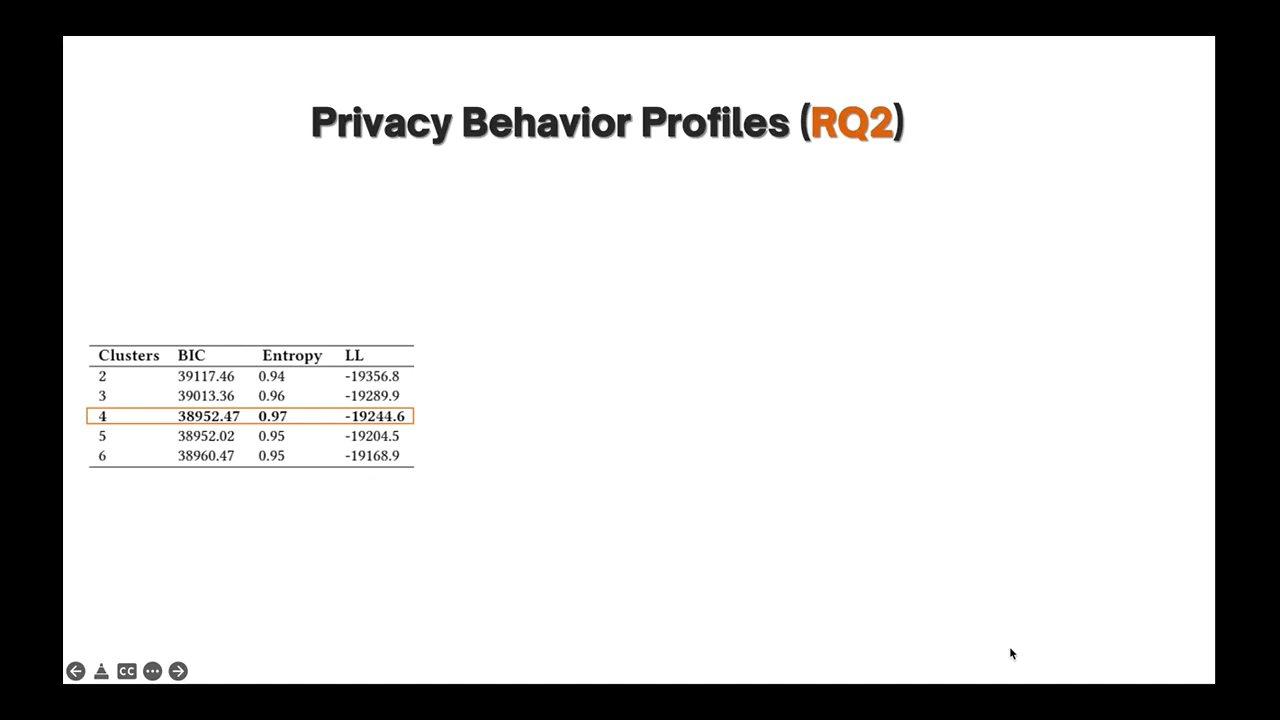 Privacy Behavior Profiles (RQ2)
Clusters BIC Entropy LL
2 39117.46 0.94 -19356.8
3 39013.36 0.96 -19289.9
4 38952.47 0.97 -19244.6
5 38952.02 0.95 -19204.5
6 38960.47 0.95 -19168.9
CC